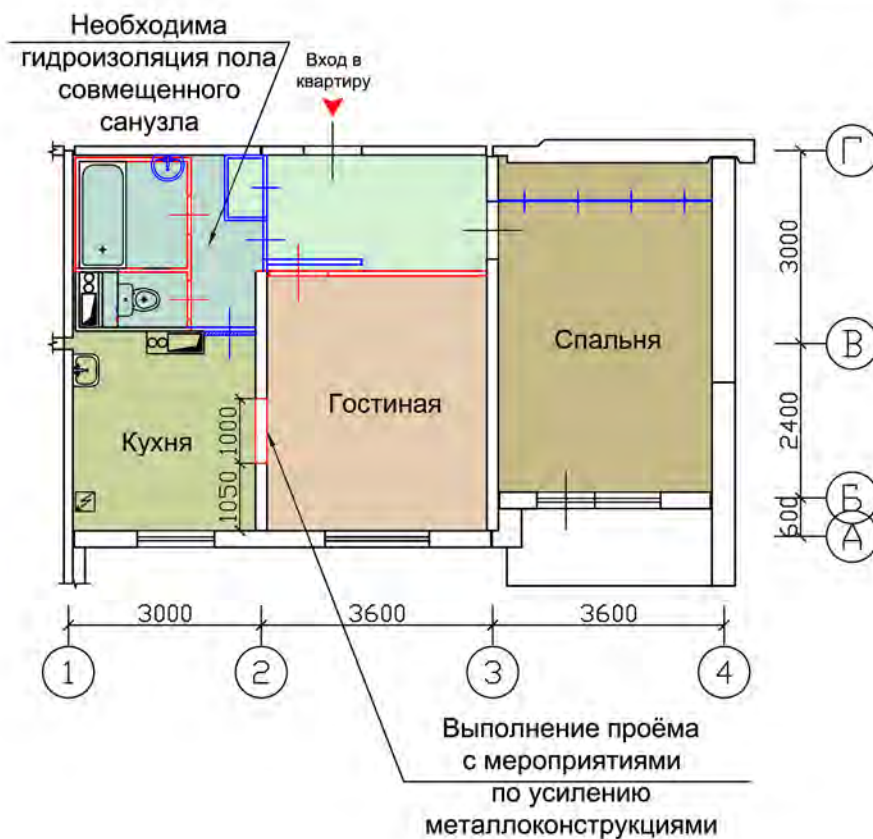 Необходима
гидроизоляция пола
совмещенного
санузла
Вход в
квартиру
Г
3000
В
Спальня
2400
Гостиная
1000
Кухня
1050
Б
600
А
3000
3600
3600
1
2
3
4
Выполнение проёма
с мероприятиями
по усилению
металлоконструкциями